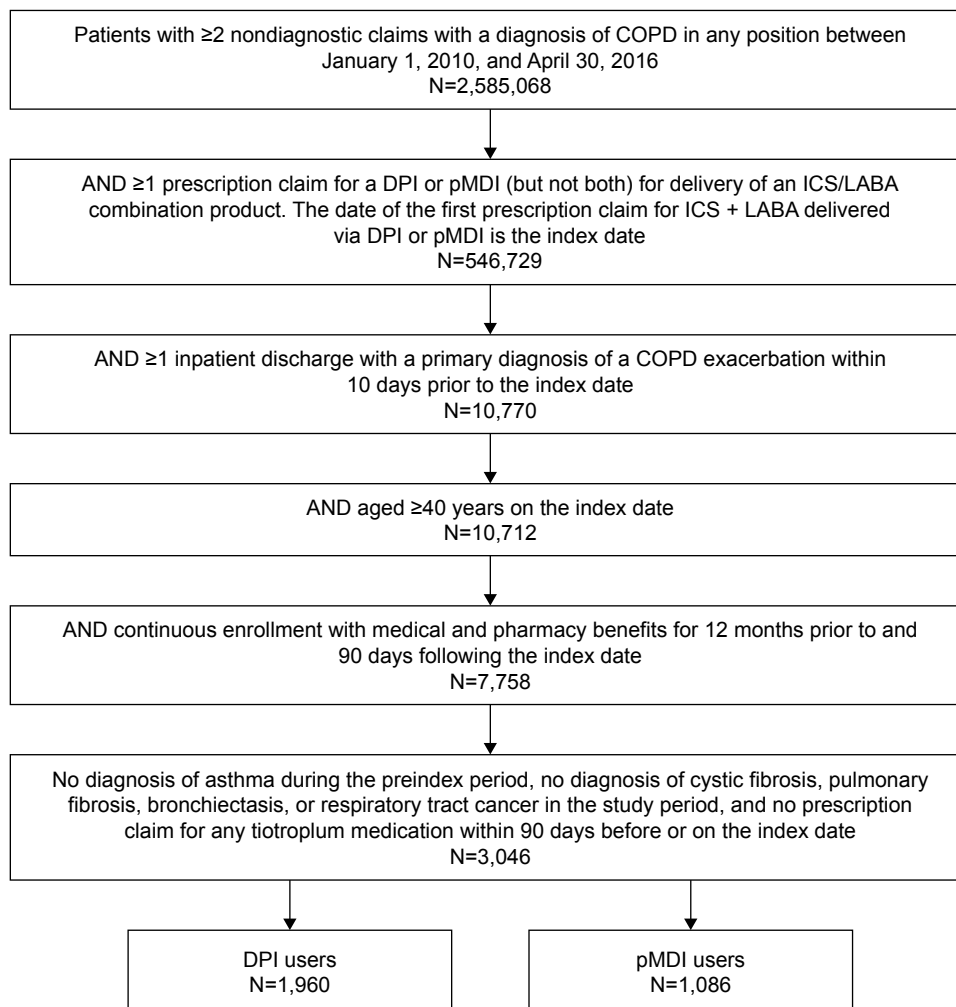 Patients with ≥2 nondiagnostic claims with a diagnosis of COPD in any position between
January 1, 2010, and April 30, 2016
N=2,585,068
AND ≥1 prescription claim for a DPI or pMDI (but not both) for delivery of an ICS/LABA
combination product. The date of the first prescription claim for ICS + LABA delivered
via DPI or pMDI is the index date
N=546,729
AND ≥1 inpatient discharge with a primary diagnosis of a COPD exacerbation within
10 days prior to the index date
N=10,770
AND aged ≥40 years on the index date
N=10,712
AND continuous enrollment with medical and pharmacy benefits for 12 months prior to and
90 days following the index date
N=7,758
No diagnosis of asthma during the preindex period, no diagnosis of cystic fibrosis, pulmonary
fibrosis, bronchiectasis, or respiratory tract cancer in the study period, and no prescription
claim for any tiotroplum medication within 90 days before or on the index date
N=3,046
DPI users
N=1,960
pMDI users
N=1,086